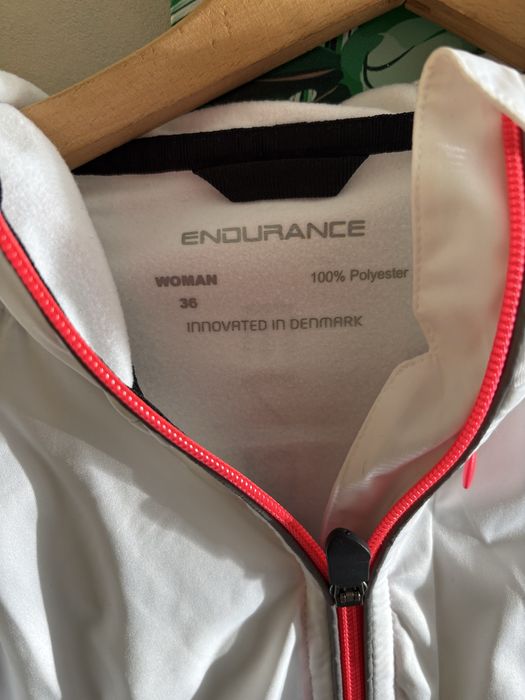 ENDURANCE
WOMAN 100% Polyester
36
INNOVATED IN DENMARK